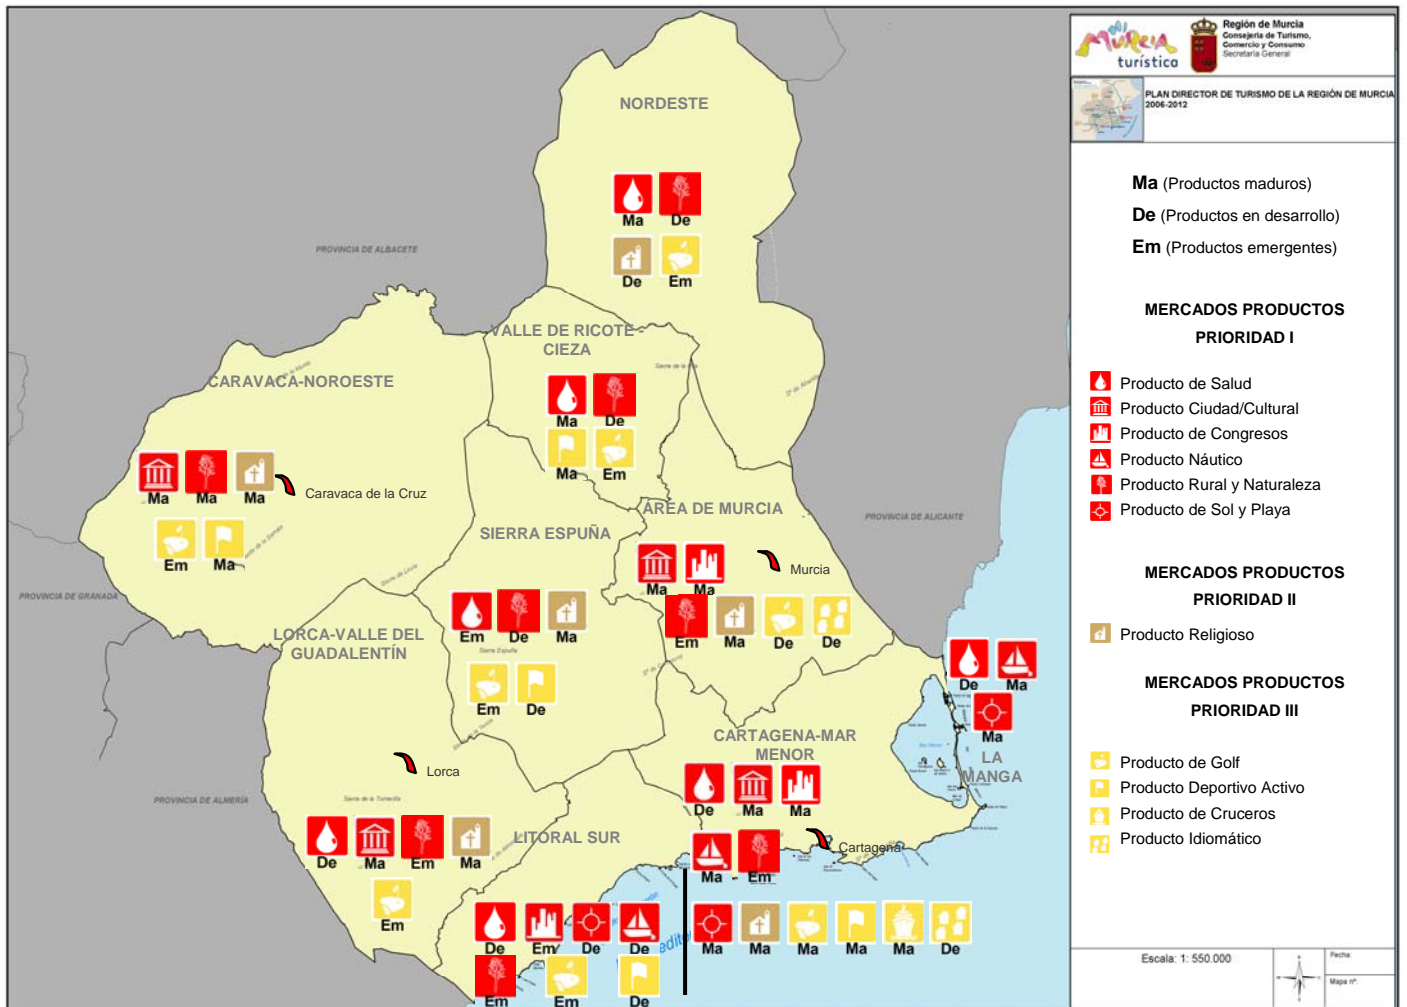 NORDESTE
Ma De
De Em
PROVINCIA DE ALBACETE
VALLE DE RICOTE -
CIEZA
Ma De
Ma Em
CARAVACA-NOROESTE
Ma Ma Ma
Caravaca de la Cruz
Em Ma
PROVINCIA DE GRANADA
SIERRA ESPUÑA
Em De Ma
Sierra Espuña
Em De
ÁREA DE MURCIA
Murcia
Ma Ma
Em Ma De De
PROVINCIA DE ALICANTE
LORCA-VALLE DEL
GUADALENTÍN
Lorca
PROVINCIA DE ALMERÍA
Sierra de la Torrecilla
De Ma Em Ma
Em
LITORAL SUR
De Em De De
Em Em De
CARTAGENA-MAR
MENOR
De Ma Ma
Cartagena
Ma Em
Ma Ma Ma Ma Ma De
De Ma
Ma
LA
MANGA
Murcia
turística
Región de Murcia
Consejería de Turismo,
Comercio y Consumo
Secretaría General
PLAN DIRECTOR DE TURISMO DE LA REGIÓN DE MURCIA
2006-2012
Ma (Productos maduros)
De (Productos en desarrollo)
Em (Productos emergentes)
MERCADOS PRODUCTOS
PRIORIDAD I
Producto de Salud
Producto Ciudad/Cultural
Producto de Congresos
Producto Náutico
Producto Rural y Naturaleza
Producto de Sol y Playa
MERCADOS PRODUCTOS
PRIORIDAD II
Producto Religioso
MERCADOS PRODUCTOS
PRIORIDAD III
Producto de Golf
Producto Deportivo Activo
Producto de Cruceros
Producto Idiomático
Escala: 1: 550.000
Fecha:
Mapa nº: